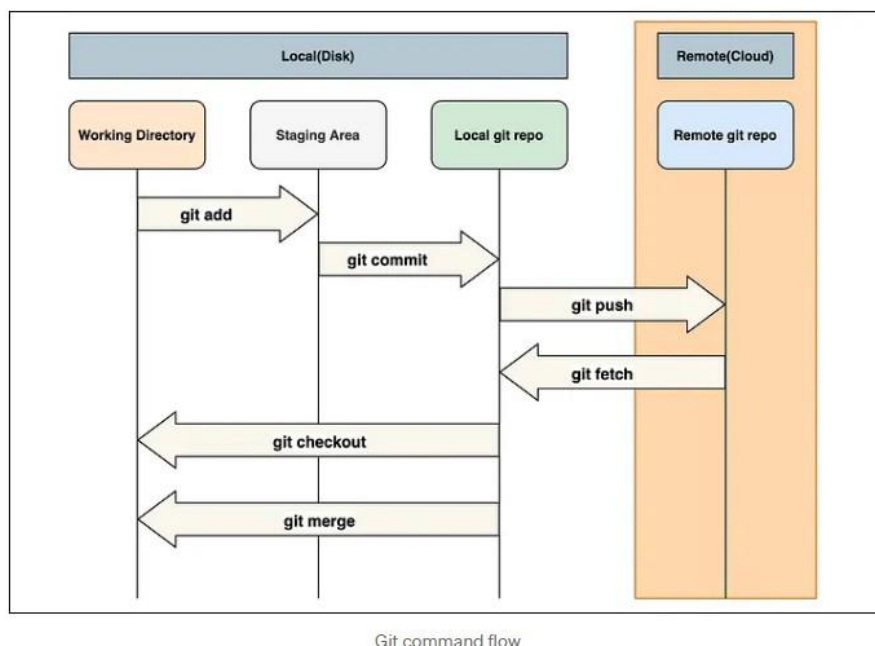 Local(Disk)
Remote(Cloud)
Working Directory
Staging Area
Local git repo
Remote git repo
git add
git commit
git push
git fetch
git checkout
git merge
Git command flow